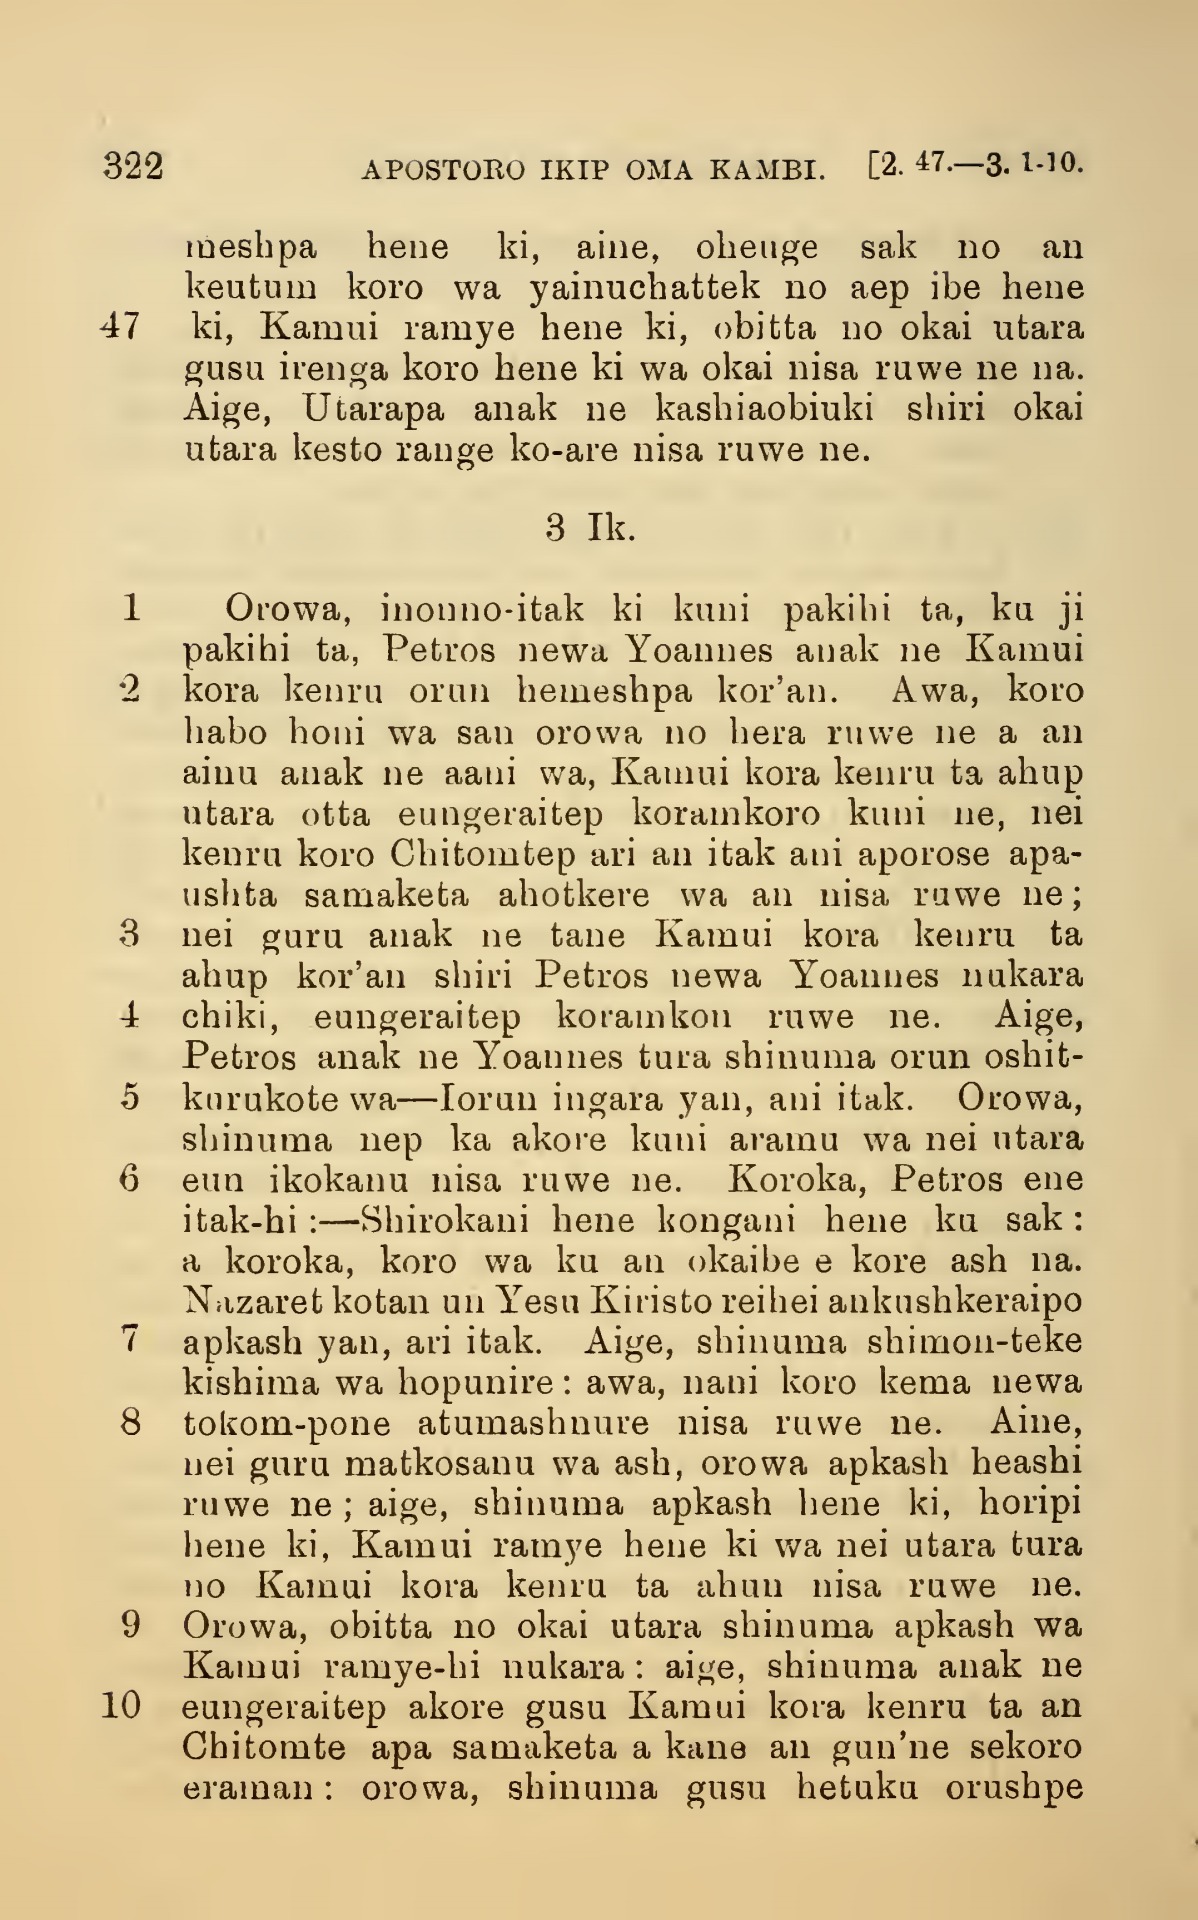 322 APOSTORO IKIP OMA KAMBI. [2. 47.—3. 1-10.
meshpa hene ki, aine, oheuge sak no an
keutum koro wa yainuchattek no aep ibe hene
47 ki, Kamui ramye hene ki, obitta no okai utara
gusu irenga koro hene ki wa okai nisa ruwe ne na.
Aige, Utarapa anak ne kashiaobiuki shiri okai
utara kesto range ko-are nisa ruwe ne.
3 Ik.
1 Orowa, inonno-itak ki kuni pakihi ta, ku ji
pakihi ta, Petros newa Yoannes anak ne Kamui
2 kora kenru orun hemeshpa kor'an. Awa, koro
habo honi wa san orowa no hera ruwe ne a an
ainu anak ne aani wa, Kamui kora kenru ta ahup
utara otta eungeraitep koramkoro kuni ne, nei
kenru koro Chitomtep ari an itak ani aporose apa-
ushta samaketa ahotkere wa an nisa ruwe ne;
3 nei guru anak ne tane Kamui kora kenru ta
ahup kor'an shiri Petros newa Yoannes nukara
4 chiki, eungeraitep koramkon ruwe ne. Aige,
Petros anak ne Yoannes tura shinuma orun oshit-
5 kurukote wa—Iorun ingara yan, ani itak. Orowa,
shinuma nep ka akore kuni aramu wa nei utara
6 eun ikokanu nisa ruwe ne. Koroka, Petros ene
itak-hi:—Shirokani hene kongani hene ku sak:
a koroka, koro wa ku an okaibe e kore ash na.
Nazaret kotan un Yesu Kiristo reihei ankushkeraipo
7 apkash yan, ari itak. Aige, shinuma shimon-teke
kishima wa hopunire: awa, nani koro kema newa
8 tokom-pone atumashnure nisa ruwe ne. Aine,
nei guru matkosanu wa ash, orowa apkash heashi
ruwe ne; aige, shinuma apkash hene ki, horipi
hene ki, Kamui ramye hene ki wa nei utara tura
no Kamui kora kenru ta ahun nisa ruwe ne.
9 Orowa, obitta no okai utara shinuma apkash wa
Kamui ramye-hi nukara: aige, shinuma anak ne
10 eungeraitep akore gusu Kamui kora kenru ta an
Chitomte apa samaketa a kane an gun'ne sekoro
eraman: orowa, shinuma gusu hetuku orushpe